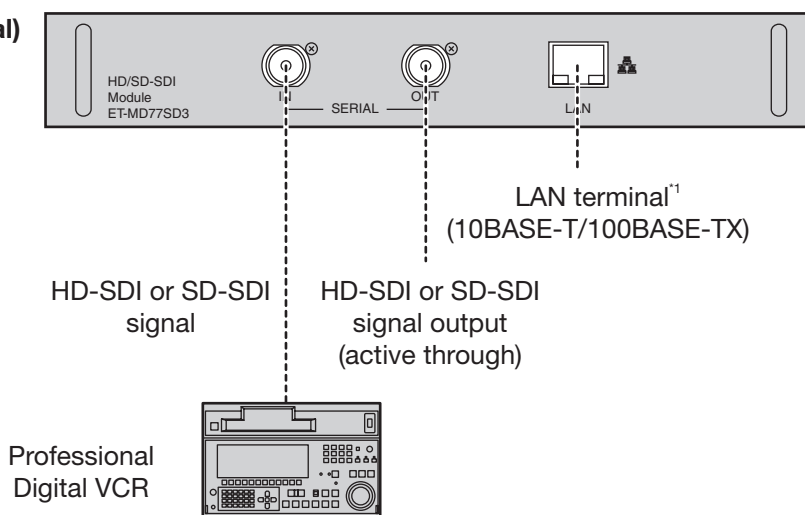 al)
HD/SD-SDI
Module
ET-MD77SD3
IN
SERIAL
OUT
LAN
LAN terminal*1
(10BASE-T/100BASE-TX)
HD-SDI or SD-SDI
signal
HD-SDI or SD-SDI
signal output
(active through)
Professional
Digital VCR